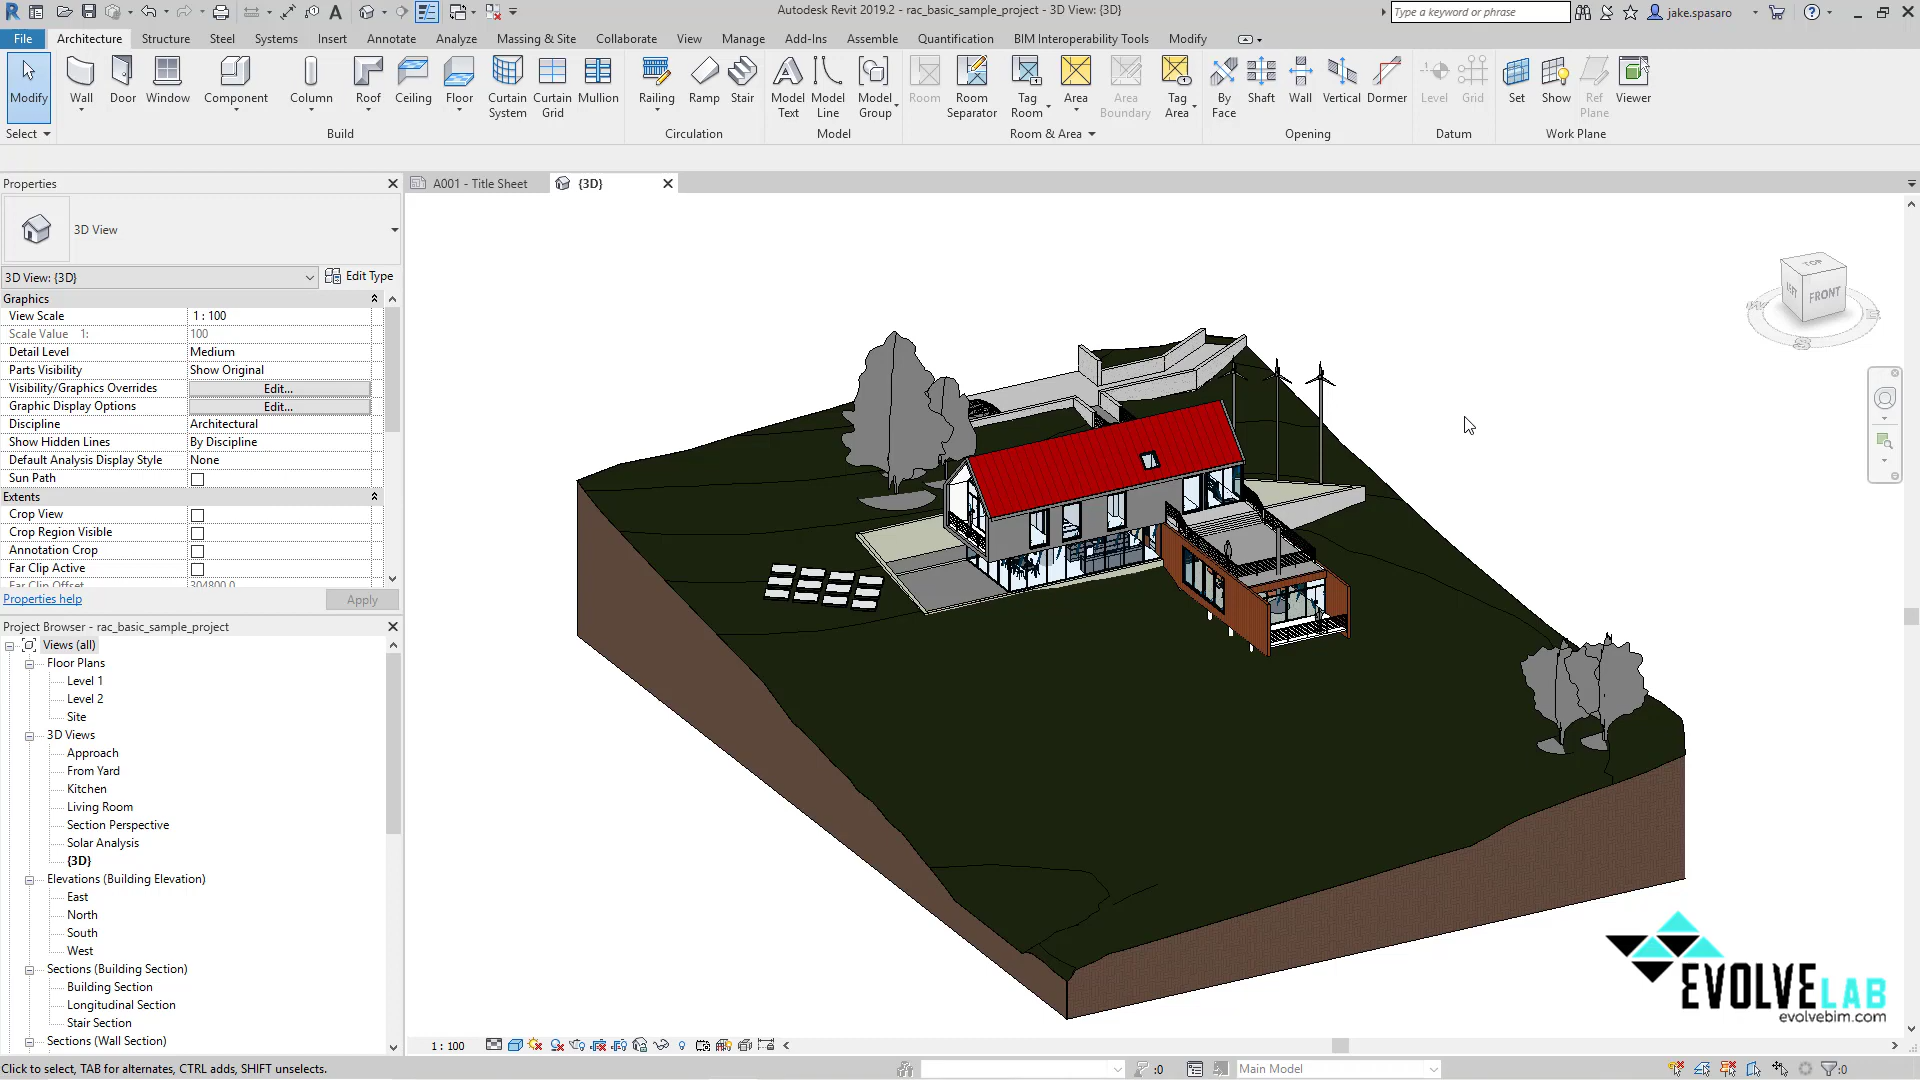 Autodesk Revit 2019.2 - rac_basic_sample_project - 3D View: {3D}
Type a keyword or phrase
jake.spasaro
File Architecture Structure Steel Systems Insert Annotate Analyze Massing & Site Collaborate View Manage Add-Ins Assemble Quantification BIM Interoperability Tools Modify
Modify Wall Door Window Component Column Roof Ceiling Floor Curtain System Curtain Grid Mullion Railing Ramp Stair Model Text Model Line Model Group Room Room Separator Tag Room Area Area Boundary Tag Area By Face Shaft Wall Vertical Dormer Level Grid Set Show Ref Plane Viewer
Select Build Circulation Model Room & Area Opening Datum Work Plane
Properties
A001 - Title Sheet
{3D}
3D View
3D View: {3D}
Edit Type
Graphics
View Scale 1 : 100
Scale Value 1: 100
Detail Level Medium
Parts Visibility Show Original
Visibility/Graphics Overrides Edit...
Graphic Display Options Edit...
Discipline Architectural
Show Hidden Lines By Discipline
Default Analysis Display Style None
Sun Path
Extents
Crop View
Crop Region Visible
Annotation Crop
Far Clip Active
Far Clip Offset 304800.0
Properties help
Apply
TOP
LEFT
FRONT
W
E
S
Project Browser - rac_basic_sample_project
Views (all)
Floor Plans
Level 1
Level 2
Site
3D Views
Approach
From Yard
Kitchen
Living Room
Section Perspective
Solar Analysis
{3D}
Elevations (Building Elevation)
East
North
South
West
Sections (Building Section)
Building Section
Longitudinal Section
Stair Section
Sections (Wall Section)
EVOLVELAB
evolvebim.com
1 : 100
Click to select, TAB for alternates, CTRL adds, SHIFT unselects.
:0
Main Model
:0